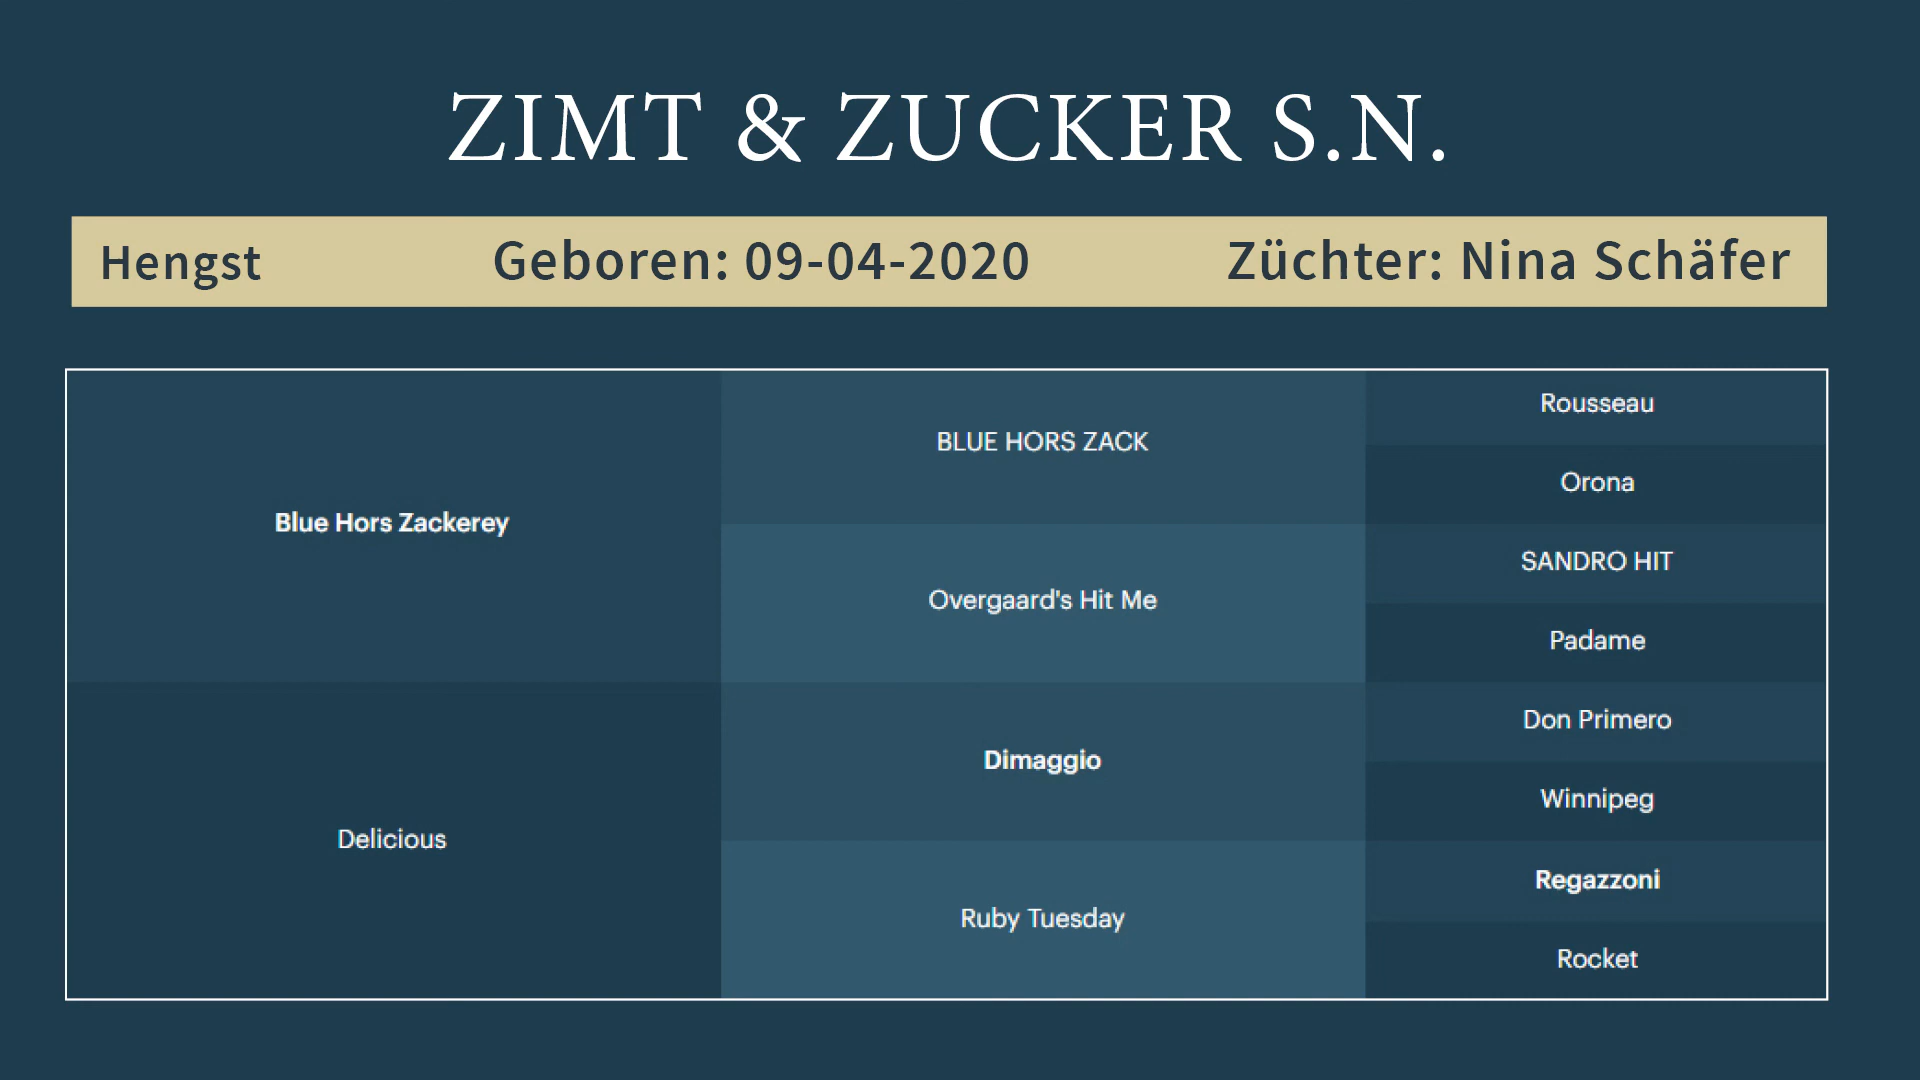 ZIMT & ZUCKER S.N.
Hengst Geboren: 09-04-2020 Züchter: Nina Schäfer
Blue Hors Zackerey
Delicious
BLUE HORS ZACK
Overgaard's Hit Me
Dimaggio
Ruby Tuesday
Rousseau
Orona
SANDRO HIT
Padame
Don Primero
Winnipeg
Regazzoni
Rocket